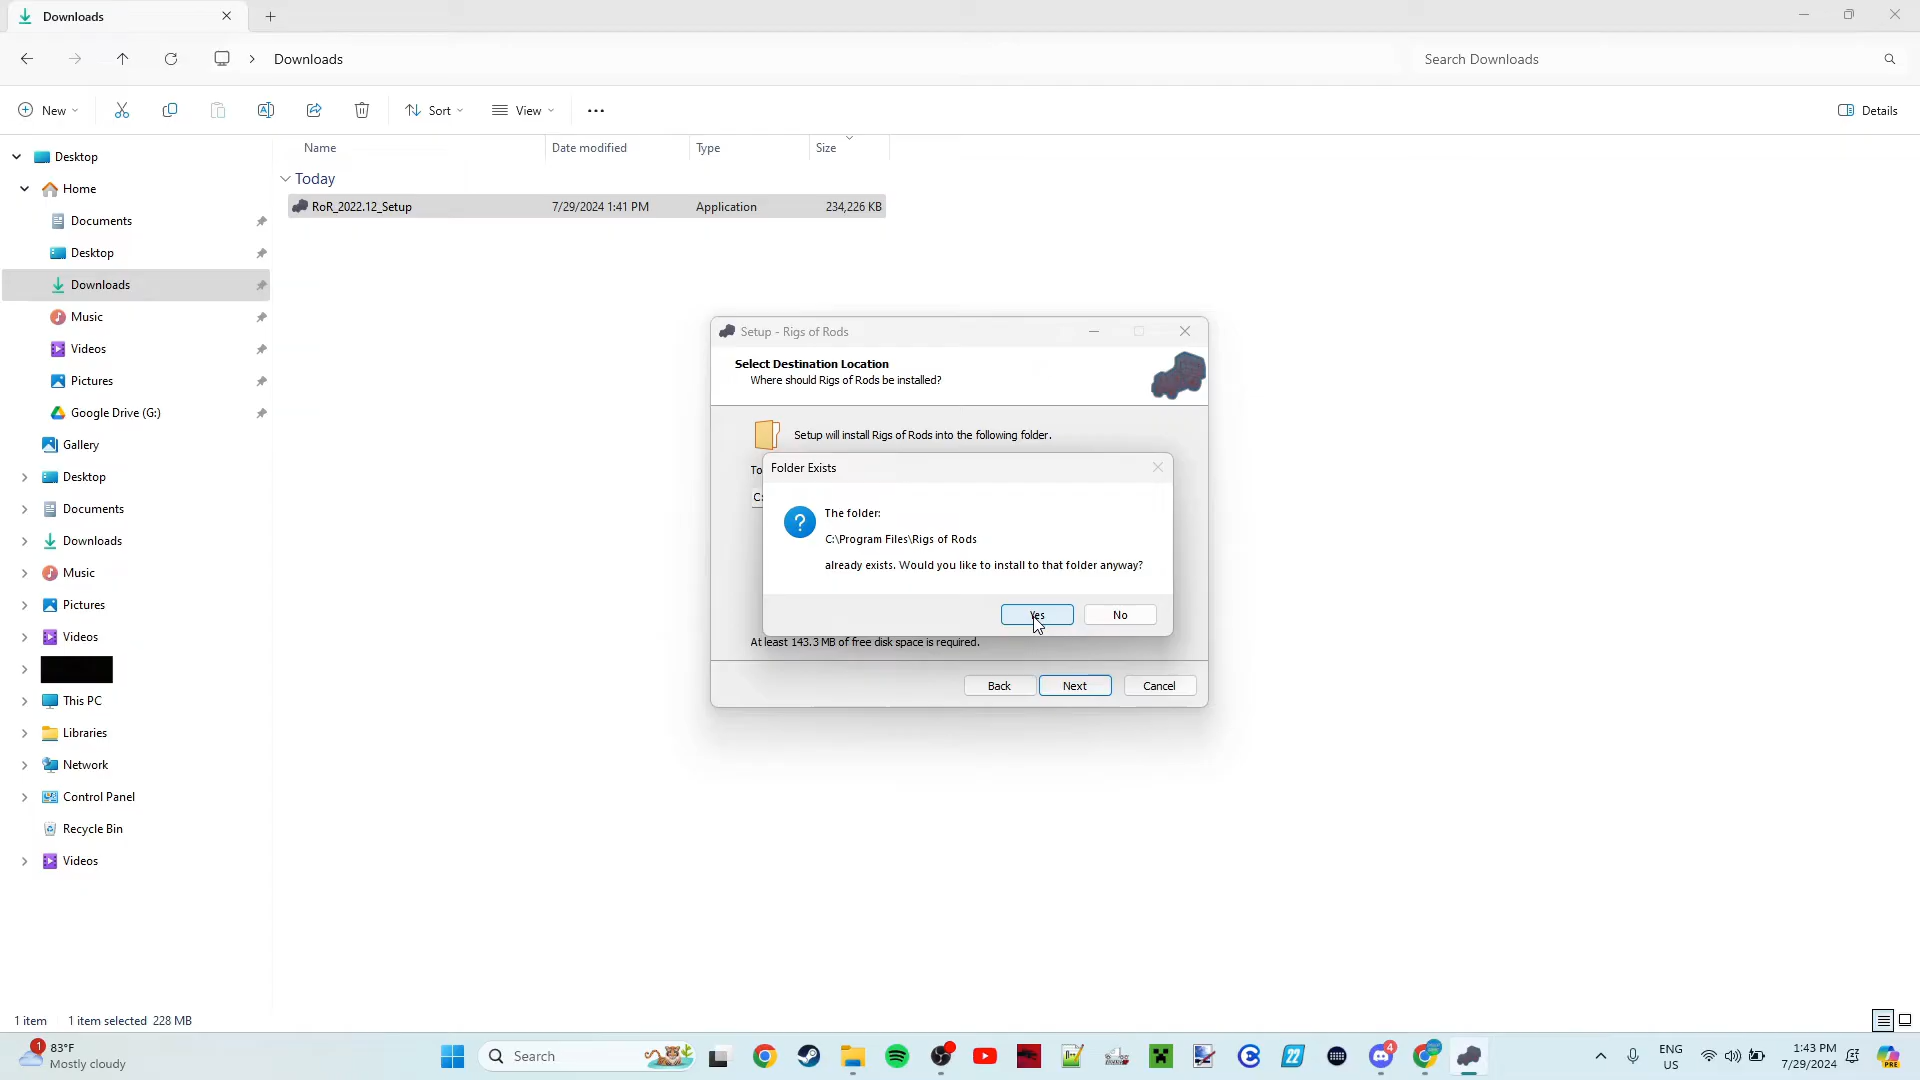 Downloads
Downloads
Search Downloads
New
Sort
View
Details
Name
Date modified
Type
Size
Today
RoR_2022.12_Setup
7/29/2024 1:41 PM
Application
234,226 KB
Desktop
Home
Documents
Desktop
Downloads
Music
Videos
Pictures
Google Drive (G:)
Gallery
Desktop
Documents
Downloads
Music
Pictures
Videos
This PC
Libraries
Network
Control Panel
Recycle Bin
Videos
Setup - Rigs of Rods
Select Destination Location
Where should Rigs of Rods be installed?
Setup will install Rigs of Rods into the following folder.
To
C:
Folder Exists
The folder:
C:\Program Files\Rigs of Rods
already exists. Would you like to install to that folder anyway?
Yes
No
At least 143.3 MB of free disk space is required.
Back
Next
Cancel
1 item
1 item selected 228 MB
1
83°F
Mostly cloudy
Search
22
4
ENG
US
1:43 PM
7/29/2024
PRE